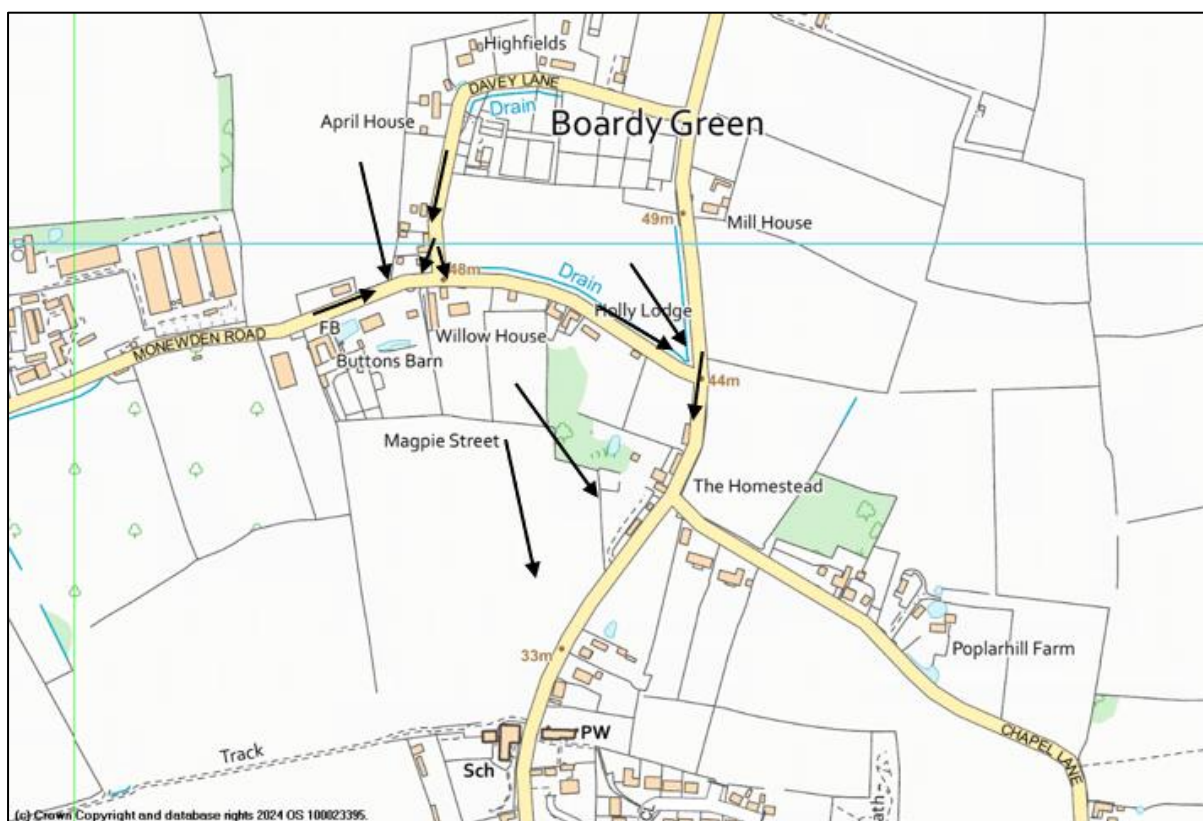 Highfields
DAVEY LANE
Drain
April House
Boardy Green
49m
Mill House
48m
Drain
Holly Lodge
FB
MONEWDEN ROAD
Willow House
Buttons Barn
44m
Magpie Street
The Homestead
33m
Poplarhill Farm
PW
Track
Sch
CHAPEL LANE
ath
(c) Crown Copyright and database rights 2024 OS 100023395.